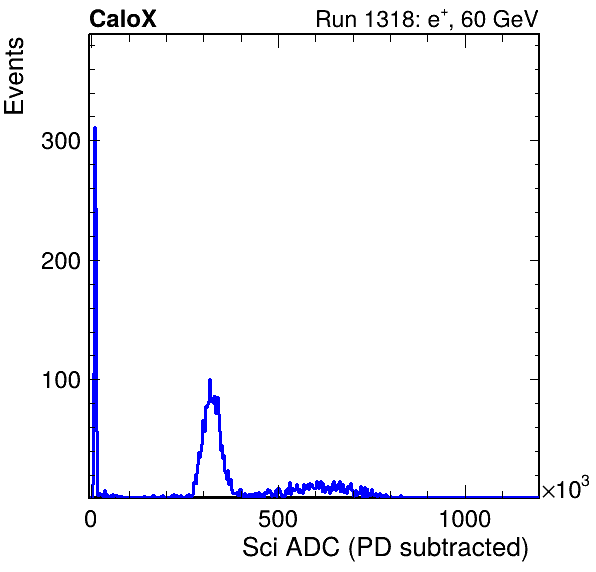 CaloX Run 1318: e⁺, 60 GeV
Events
300
200
100
0 500 1000 ×10³
Sci ADC (PD subtracted)